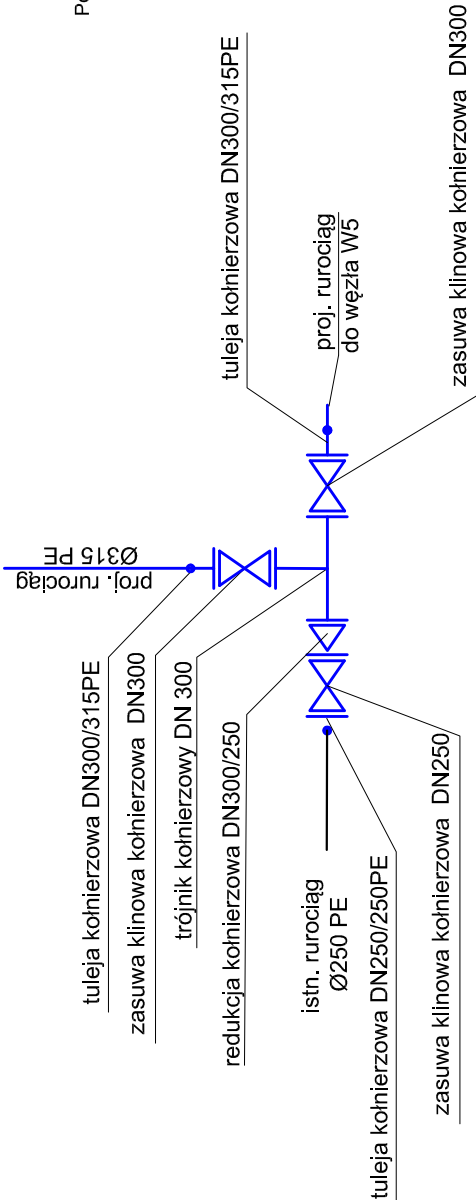 Po
tuleja kołnierzowa DN300/315PE
proj. rurociąg
do węzła W5
zasuwa klinowa kołnierzowa DN300
proj. rurociąg
Ø315 PE
tuleja kołnierzowa DN300/315PE
zasuwa klinowa kołnierzowa DN300
trójnik kołnierzowy DN 300
redukcja kołnierzowa DN300/250
istn. rurociąg
Ø250 PE
tuleja kołnierzowa DN250/250PE
zasuwa klinowa kołnierzowa DN250